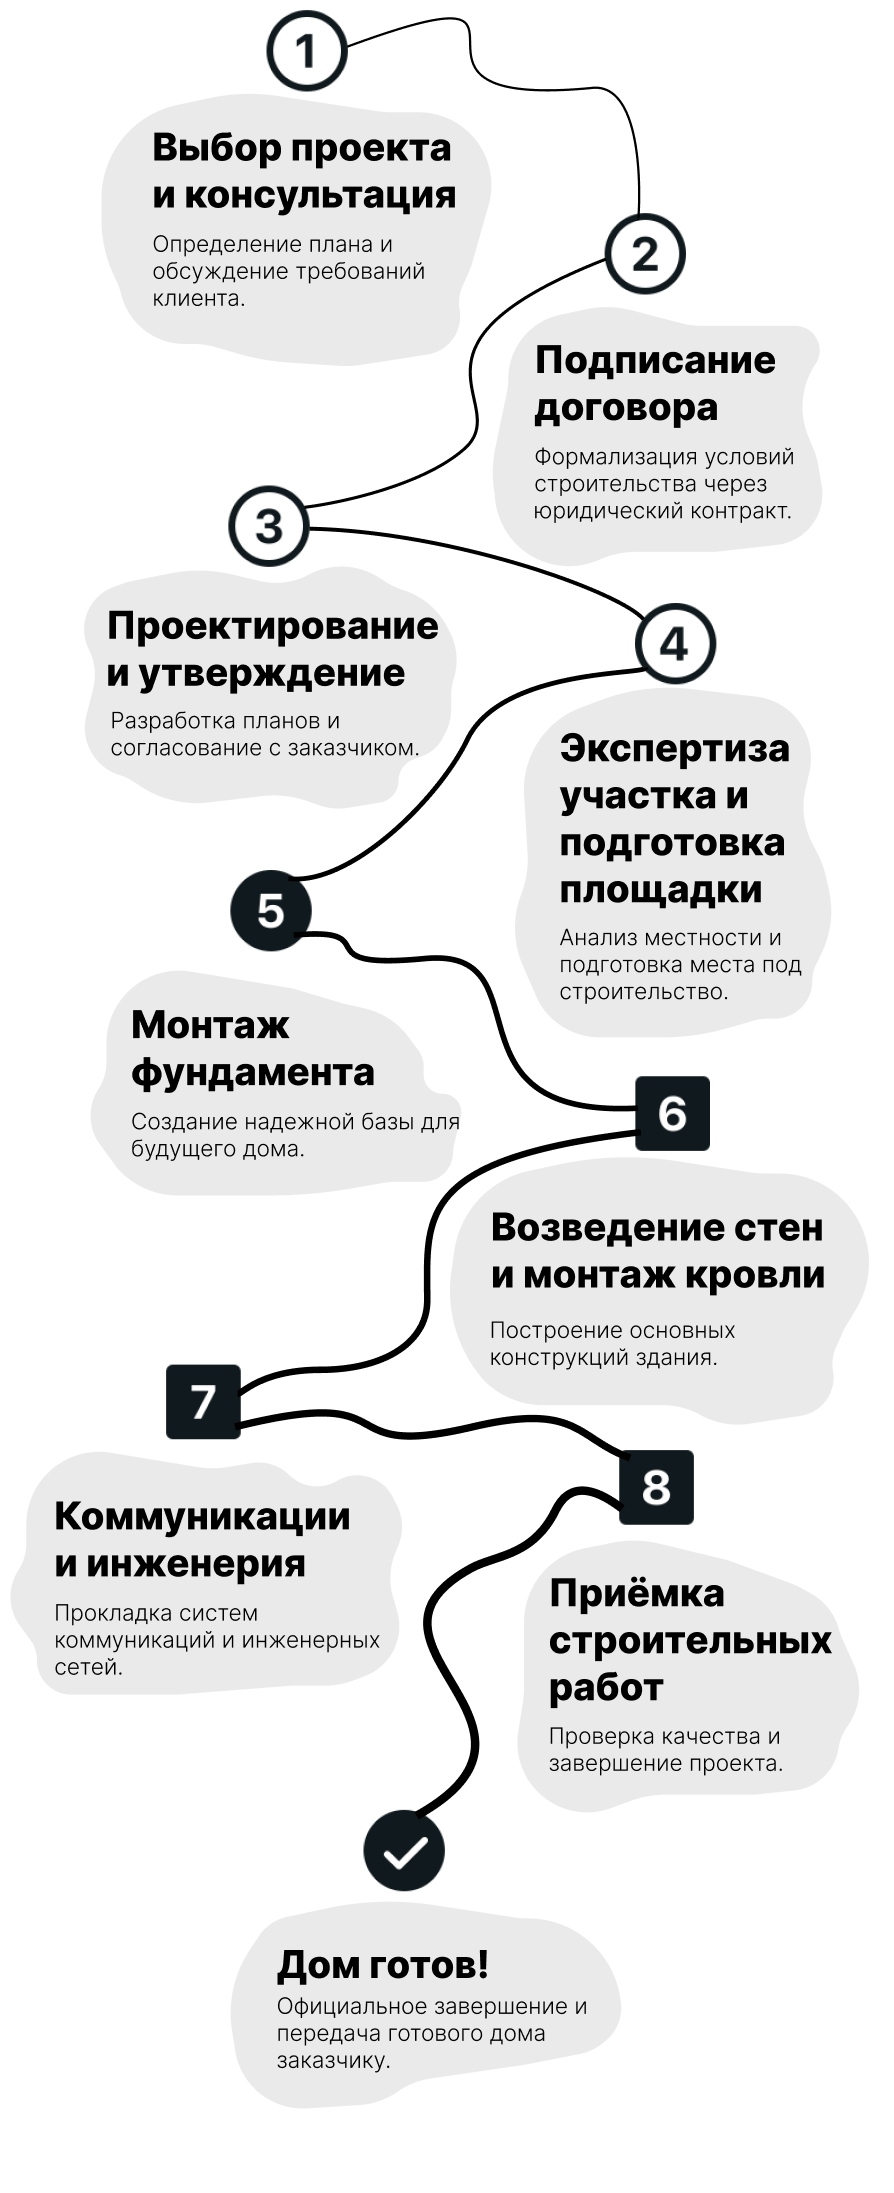 1
Выбор проекта
и консультация
Определение плана и
обсуждение требований
клиента.
2
Подписание
договора
Формализация условий
строительства через
юридический контракт.
3
Проектирование
и утверждение
Разработка планов и
согласование с заказчиком.
4
Экспертиза
участка и
подготовка
площадки
Анализ местности и
подготовка места под
строительство.
5
Монтаж
фундамента
Создание надежной базы для
будущего дома.
6
Возведение стен
и монтаж кровли
Построение основных
конструкций здания.
7
Коммуникации
и инженерия
Прокладка систем
коммуникаций и инженерных
сетей.
8
Приёмка
строительных
работ
Проверка качества и
завершение проекта.
Дом готов!
Официальное завершение и
передача готового дома
заказчику.